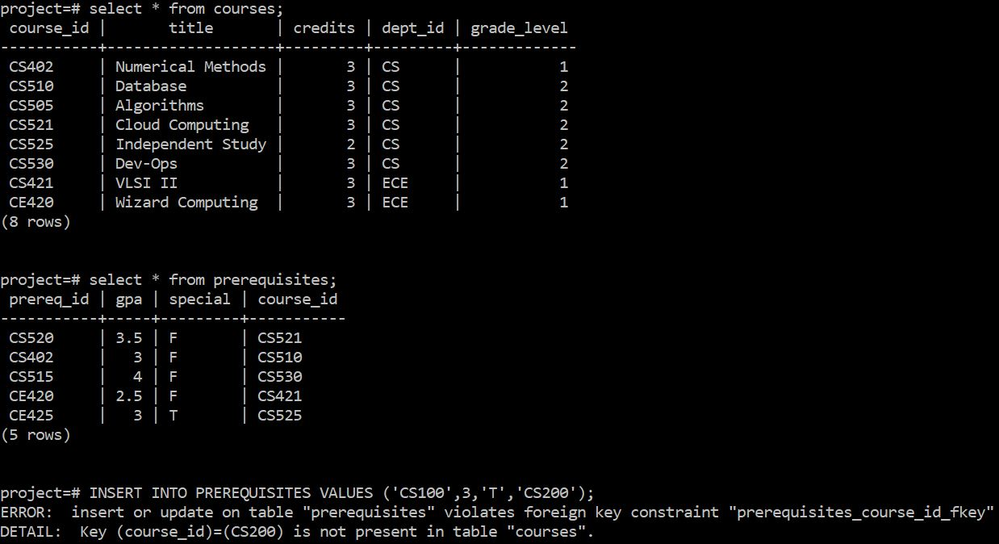 project=# select * from courses;
 course_id |       title       | credits | dept_id | grade_level
-----------+-------------------+---------+---------+-------------
 CS402     | Numerical Methods |       3 | CS      |           1
 CS510     | Database          |       3 | CS      |           2
 CS505     | Algorithms        |       3 | CS      |           2
 CS521     | Cloud Computing   |       3 | CS      |           2
 CS525     | Independent Study |       2 | CS      |           2
 CS530     | Dev-Ops           |       3 | CS      |           2
 CS421     | VLSI II           |       3 | ECE     |           1
 CE420     | Wizard Computing  |       3 | ECE     |           1
(8 rows)
project=# select * from prerequisites;
 prereq_id | gpa | special | course_id
-----------+-----+---------+-----------
 CS520     | 3.5 | F       | CS521
 CS402     |   3 | F       | CS510
 CS515     |   4 | F       | CS530
 CE420     | 2.5 | F       | CS421
 CE425     |   3 | T       | CS525
(5 rows)
project=# INSERT INTO PREREQUISITES VALUES ('CS100',3,'T','CS200');
ERROR:  insert or update on table "prerequisites" violates foreign key constraint "prerequisites_course_id_fkey"
DETAIL:  Key (course_id)=(CS200) is not present in table "courses".